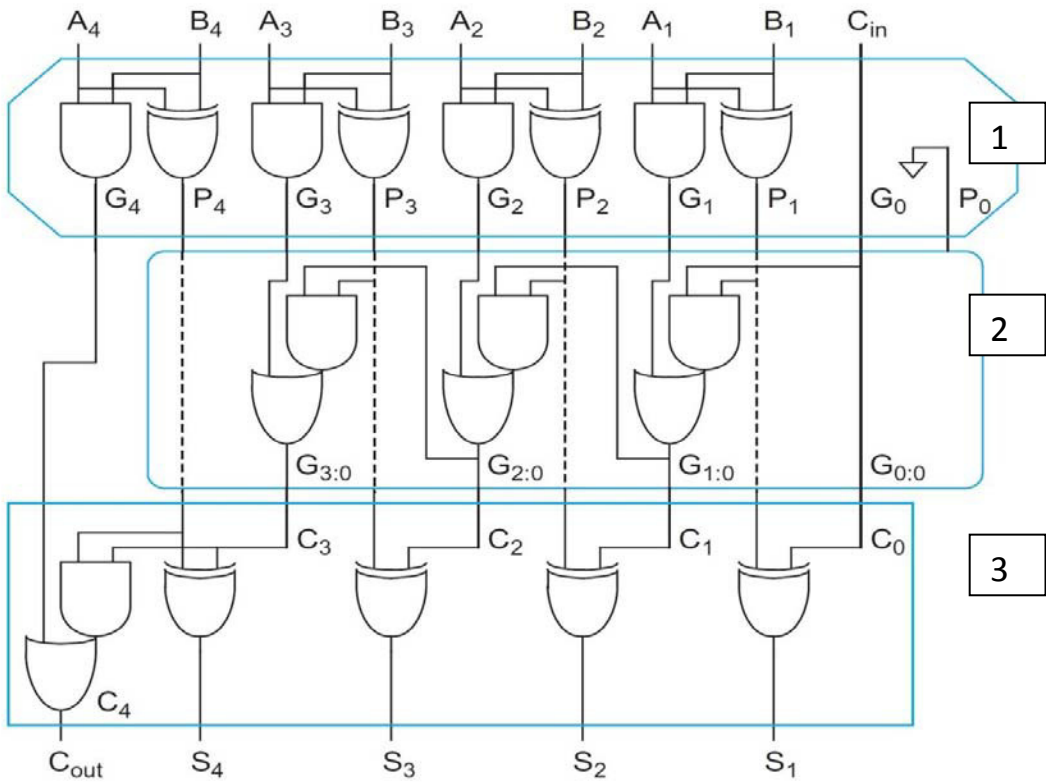 A4 B4 A3 B3 A2 B2 A1 B1 Cin
1
G4 P4 G3 P3 G2 P2 G1 P1 G0 P0
2
G3:0 G2:0 G1:0 G0:0
C3 C2 C1 C0
3
C4
Cout S4 S3 S2 S1